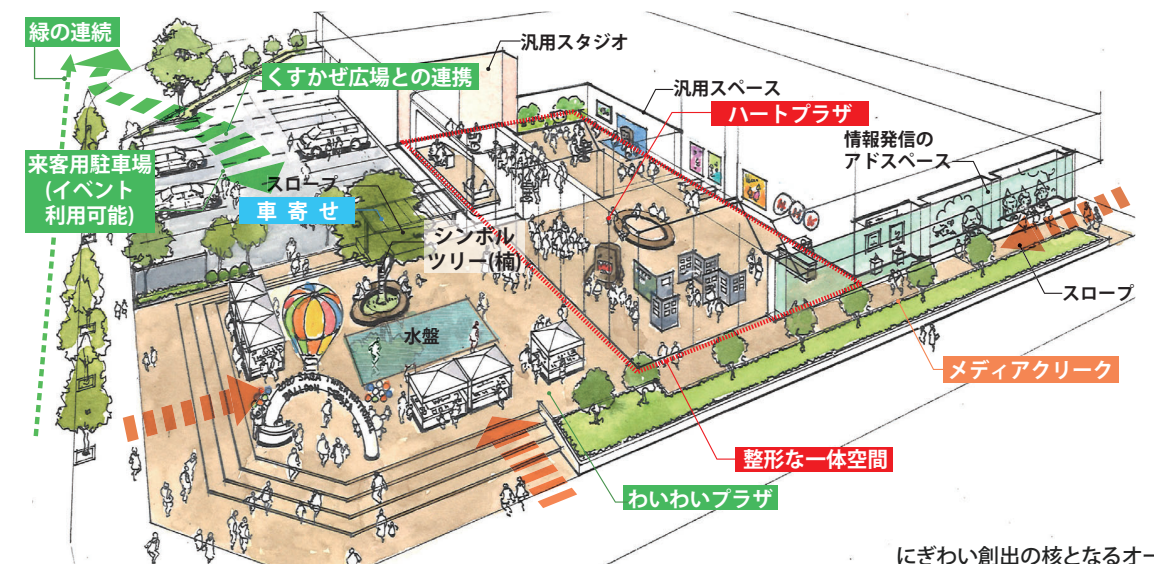 緑の連続
汎用スタジオ
くすかぜ広場との連携
汎用スペース
ハートプラザ
情報発信の
アドスペース
来客用駐車場
(イベント
利用可能)
スロープ
車寄せ
シンボル
ツリー(楠)
NHK
スロープ
水盤
メディアクリーク
整形な一体空間
わいわいプラザ
にぎわい創出の核となるオー